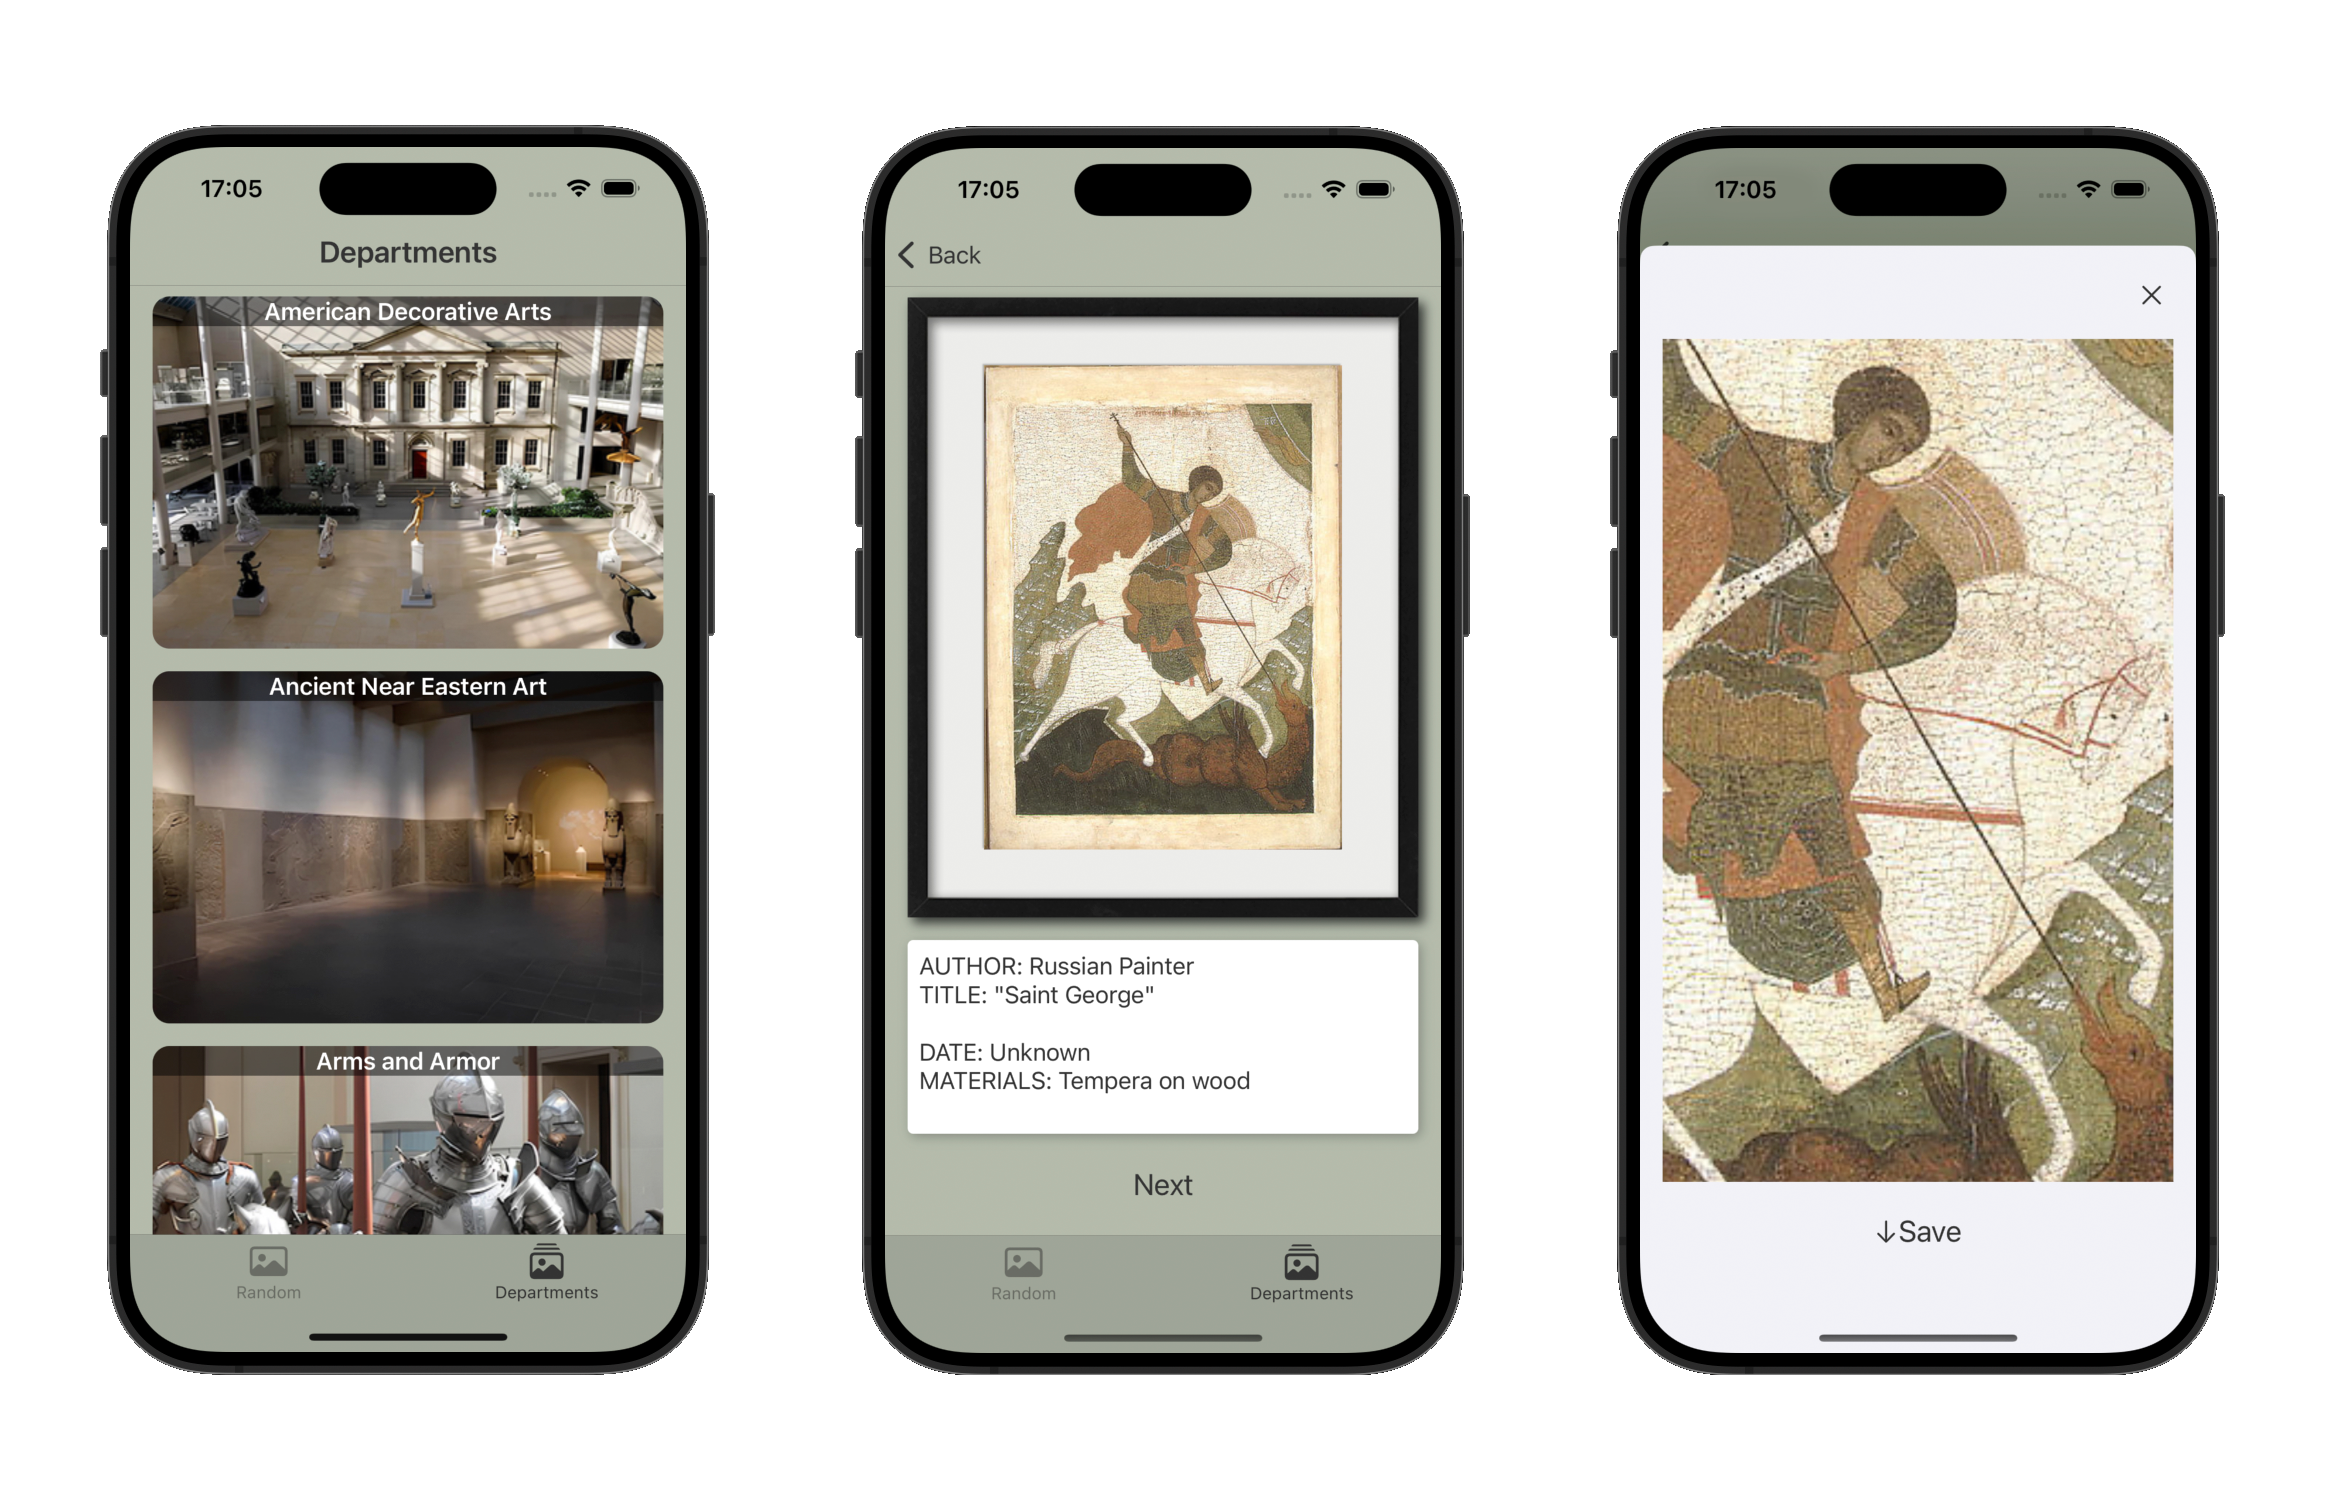 17:05
Departments
American Decorative Arts
Ancient Near Eastern Art
Arms and Armor
Random
Departments
17:05
Back
AUTHOR: Russian Painter
TITLE: "Saint George"
DATE: Unknown
MATERIALS: Tempera on wood
Next
Random
Departments
17:05
↓Save